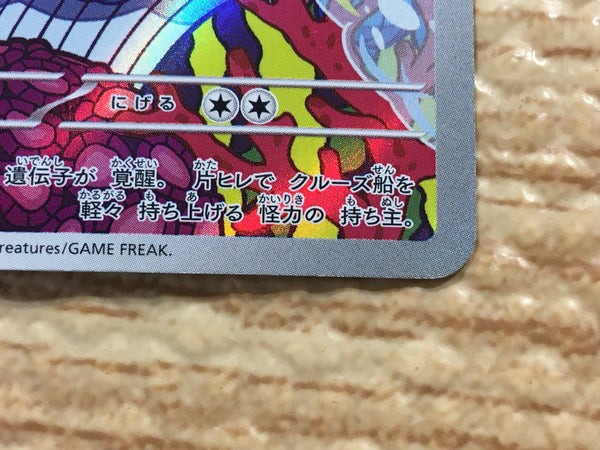 にげる
遺伝子が 覚醒。 片ヒレで クルーズ船を
軽々 持ち上げる 怪力の 持ち主。
reatures/GAME FREAK.